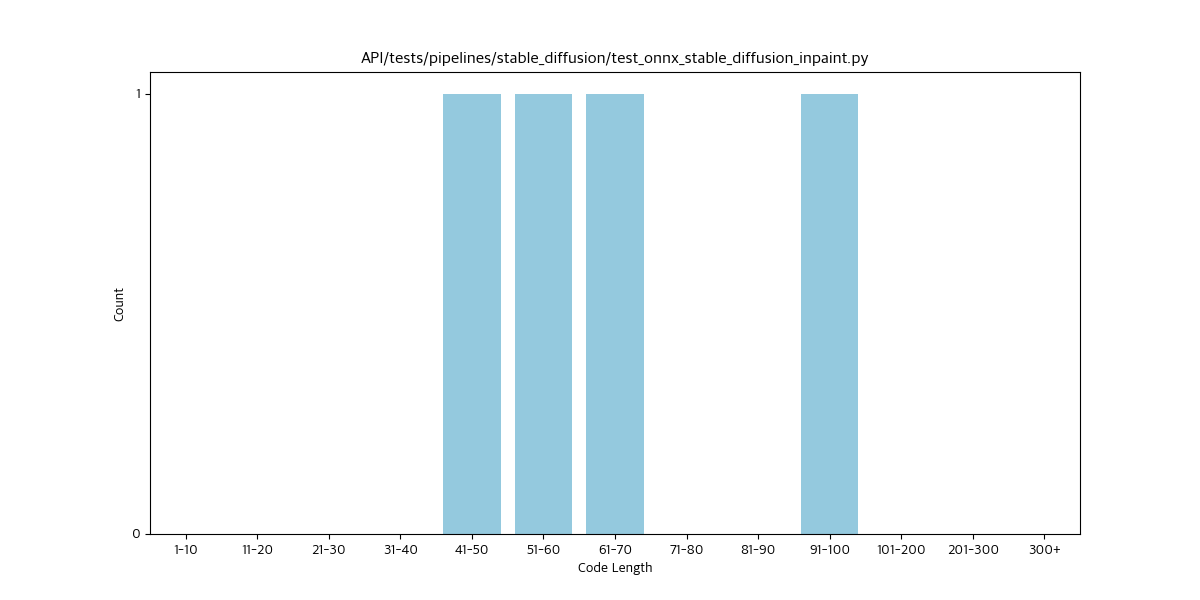 API/tests/pipelines/stable_diffusion/test_onnx_stable_diffusion_inpaint.py
1
Count
0
1-10 11-20 21-30 31-40 41-50 51-60 61-70 71-80 81-90 91-100 101-200 201-300 300+
Code Length